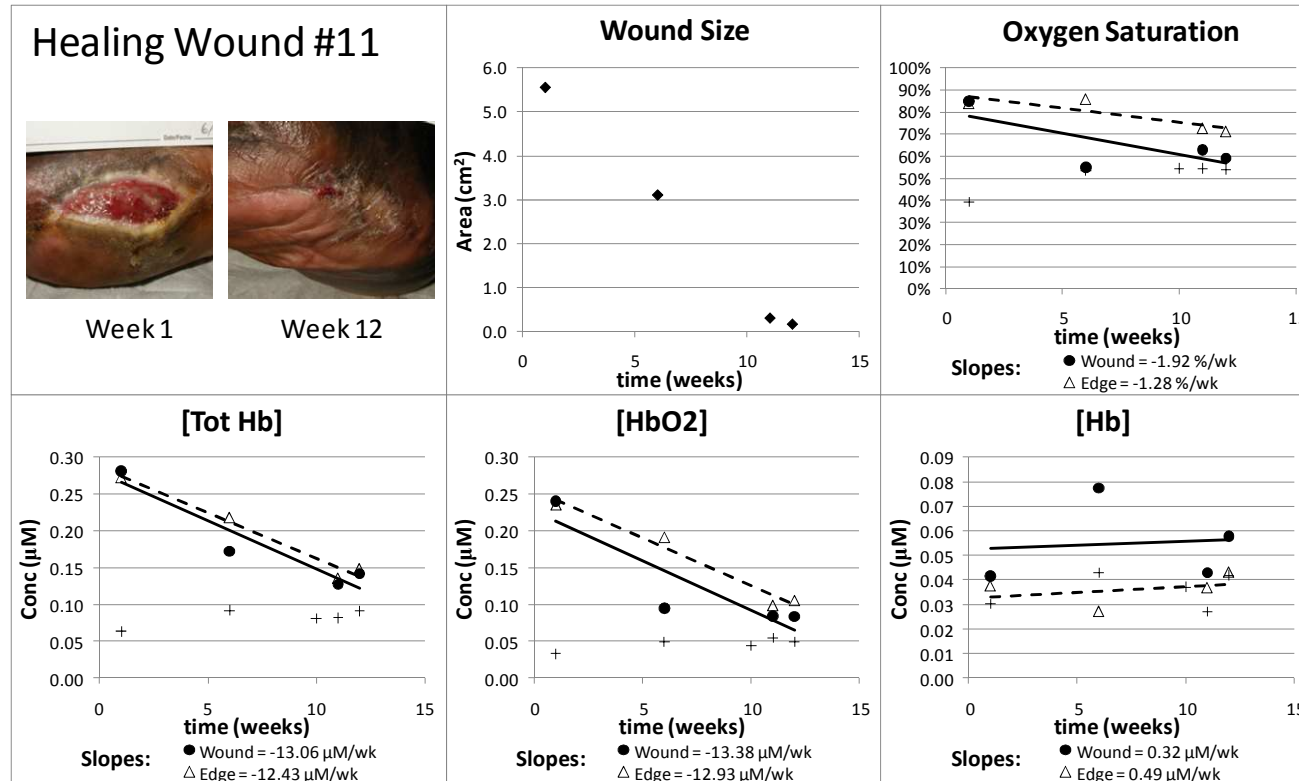 Healing Wound #11
Week 1
Week 12
Wound Size
6.0
5.0
4.0
3.0
2.0
1.0
0.0
Area (cm²)
0 5 10 15
time (weeks)
Oxygen Saturation
100%
90%
80%
70%
60%
50%
40%
30%
20%
10%
0%
0 5 10 15
time (weeks)
Slopes:
Wound = -1.92 %/wk
Edge = -1.28 %/wk
[Tot Hb]
0.30
0.25
0.20
0.15
0.10
0.05
0.00
Conc (µM)
0 5 10 15
time (weeks)
Slopes:
Wound = -13.06 µM/wk
Edge = -12.43 µM/wk
[HbO2]
0.30
0.25
0.20
0.15
0.10
0.05
0.00
Conc (µM)
0 5 10 15
time (weeks)
Slopes:
Wound = -13.38 µM/wk
Edge = -12.93 µM/wk
[Hb]
0.09
0.08
0.07
0.06
0.05
0.04
0.03
0.02
0.01
0.00
Conc (µM)
0 5 10 15
time (weeks)
Slopes:
Wound = 0.32 µM/wk
Edge = 0.49 µM/wk